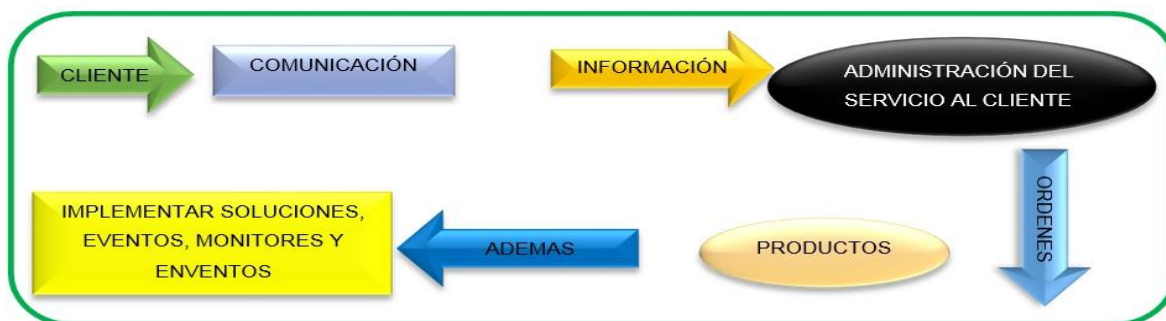 CLIENTE
COMUNICACIÓN
INFORMACIÓN
ADMINISTRACIÓN DEL
SERVICIO AL CLIENTE
ORDENES
PRODUCTOS
ADEMAS
IMPLEMENTAR SOLUCIONES,
EVENTOS, MONITORES Y
ENVENTOS